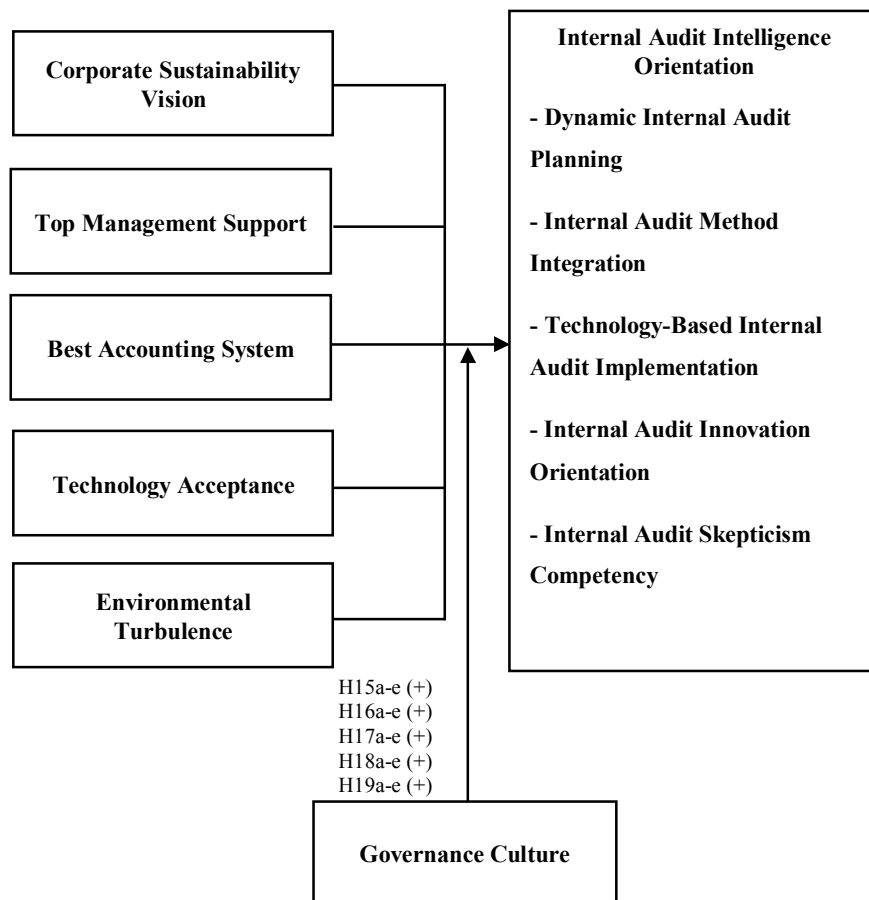 Corporate Sustainability
Vision
Top Management Support
Best Accounting System
Technology Acceptance
Environmental
Turbulence
Internal Audit Intelligence
Orientation
- Dynamic Internal Audit
Planning
- Internal Audit Method
Integration
- Technology-Based Internal
Audit Implementation
- Internal Audit Innovation
Orientation
- Internal Audit Skepticism
Competency
H15a-e (+)
H16a-e (+)
H17a-e (+)
H18a-e (+)
H19a-e (+)
Governance Culture